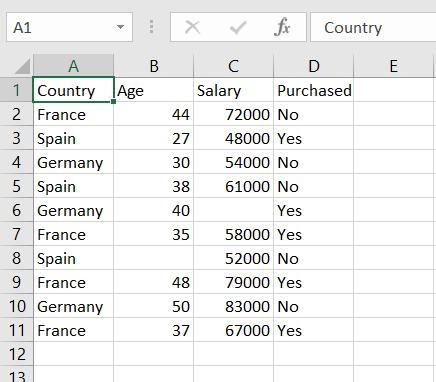 A1 fx Country
A B C D E
1 Country Age Salary Purchased
2 France 44 72000 No
3 Spain 27 48000 Yes
4 Germany 30 54000 No
5 Spain 38 61000 No
6 Germany 40 Yes
7 France 35 58000 Yes
8 Spain 52000 No
9 France 48 79000 Yes
10 Germany 50 83000 No
11 France 37 67000 Yes
12
13